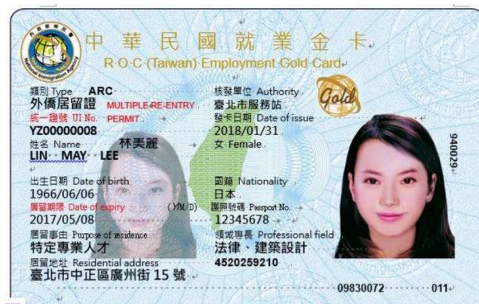 中華民國就業金卡
R.O.C.(Taiwan) Employment Gold Card
類別 Type ARC
核發單位 Authority
外僑居留證 MULTIPLE RE-ENTRY
臺北市服務站
統一證號 UI No. PERMIT
發卡日期 Date of issue
YZ00000008
2018/01/31
Gold
姓名 Name 林美麗
女 Female
LIN MAY LEE
940029
出生日期 Date of birth
國籍 Nationality
1966/06/06
日本
居留期限 Date of expiry (Y/M/D)
護照號碼 Passport No.
2017/05/08
12345678
居留事由 Purpose of residence
領域專長 Professional field
特定專業人才
法律、建築設計
居留地址 Residential address
4520259210
臺北市中正區廣州街 15 號
09830072 011